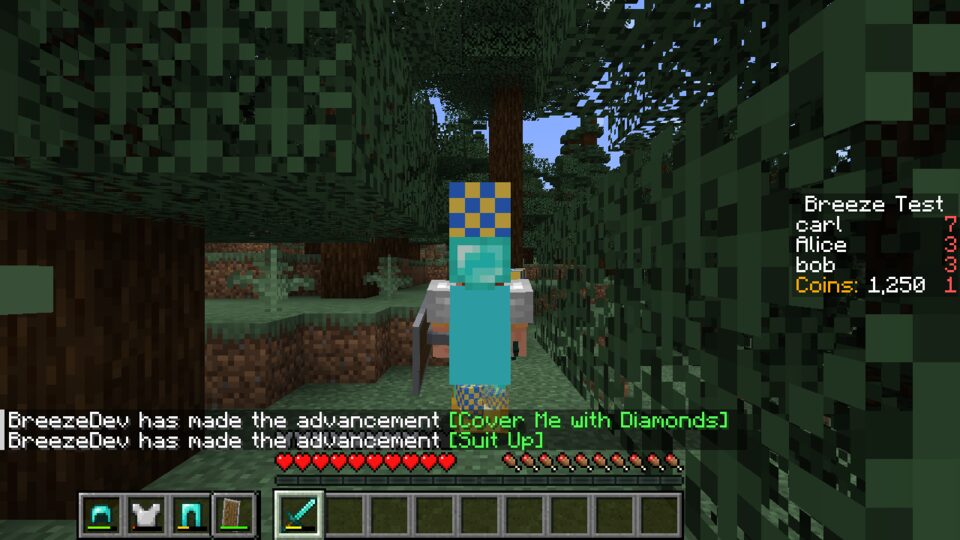 Breeze Test
carl 7
Alice 3
bob 3
Coins: 1,250 1
BreezeDev has made the advancement [Cover Me with Diamonds]
BreezeDev has made the advancement [Suit Up]